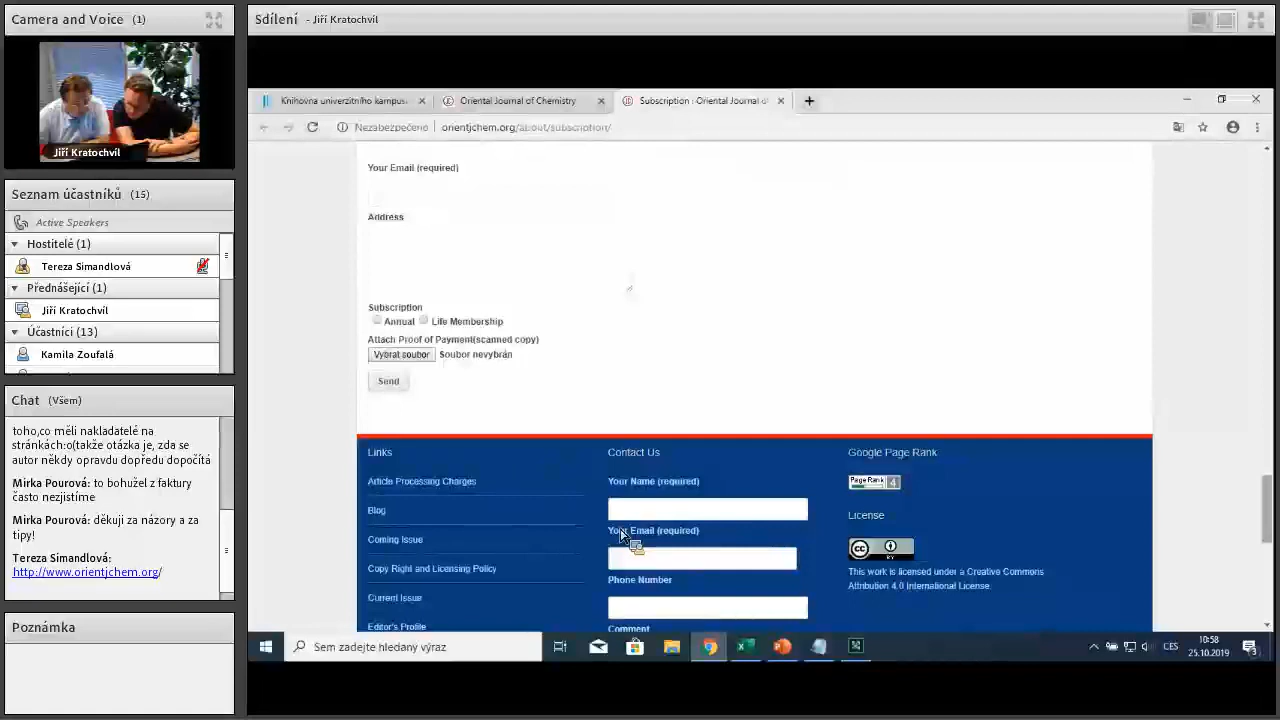 Camera and Voice (1)
Jiří Kratochvíl
Seznam účastníků (15)
Active Speakers
Hostitelé (1)
Tereza Simandlová
Přednášející (1)
Jiří Kratochvíl
Účastníci (13)
Kamila Zoufalá
Chat (Všem)
toho,co měli nakladatelé na
stránkách:o(takže otázka je, zda se
autor někdy opravdu dopředu dopočítá
Mirka Pourová: to bohužel z faktury
často nezjistíme
Mirka Pourová: děkuji za názory a za
tipy!
Tereza Simandlová:
http://www.orientjchem.org/
Poznámka
Sdílení - Jiří Kratochvíl
Knihovna univerzitního kampusu
Oriental Journal of Chemistry
Subscription : Oriental Journal of
Nezabezpečeno
orientjchem.org/about/subscription/
Your Email (required)
Address
Subscription
Annual Life Membership
Attach Proof of Payment(scanned copy)
Vybrat soubor Soubor nevybrán
Send
Links
Article Processing Charges
Blog
Coming Issue
Copy Right and Licensing Policy
Current Issue
Editor's Profile
Contact Us
Your Name (required)
Your Email (required)
Phone Number
Comment
Google Page Rank
Page Rank 4
License
cc BY
This work is licensed under a Creative Commons
Attribution 4.0 International License.
Sem zadejte hledaný výraz
CES
10:58
25.10.2019
3